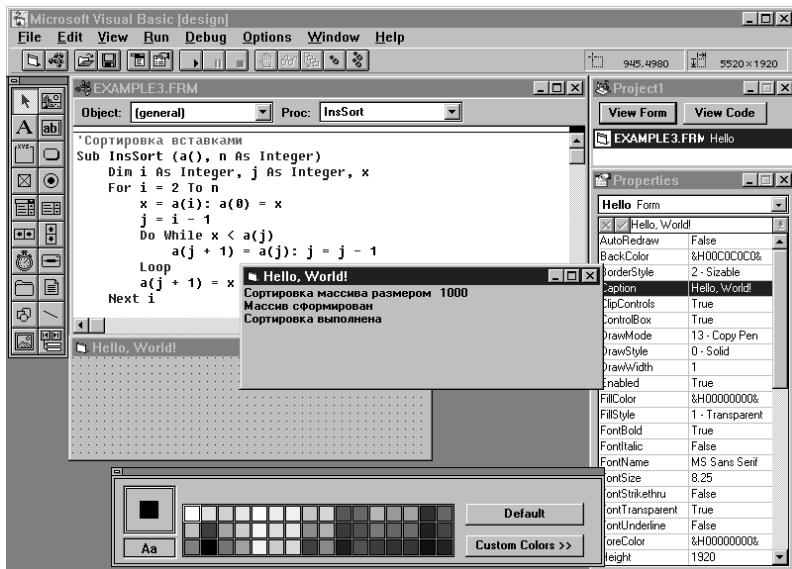 Microsoft Visual Basic [design]
File Edit View Run Debug Options Window Help
945,4980 5520×1920
EXAMPLE3.FRM
Object: (general) Proc: InsSort
'Сортировка вставками
Sub InsSort (a(), n As Integer)
Dim i As Integer, j As Integer, x
For i = 2 To n
x = a(i): a(0) = x
j = i - 1
Do While x < a(j)
a(j + 1) = a(j): j = j - 1
Loop
a(j + 1) = x
Next i
A ab
XYZ
Hello, World!
Сортировка массива размером 1000
Массив сформирован
Сортировка выполнена
Hello, World!
Project1
View Form View Code
EXAMPLE3.FRM Hello
Properties
Hello Form
Hello, World!
AutoRedraw False
BackColor &H00C0C0C0&
BorderStyle 2 - Sizable
Caption Hello, World!
ClipControls True
ControlBox True
DrawMode 13 - Copy Pen
DrawStyle 0 - Solid
DrawWidth 1
Enabled True
FillColor &H00000000&
FillStyle 1 - Transparent
FontBold True
FontItalic False
FontName MS Sans Serif
FontSize 8.25
FontStrikethru False
FontTransparent True
FontUnderline False
ForeColor &H00000000&
Height 1920
Default
Aa Custom Colors >>